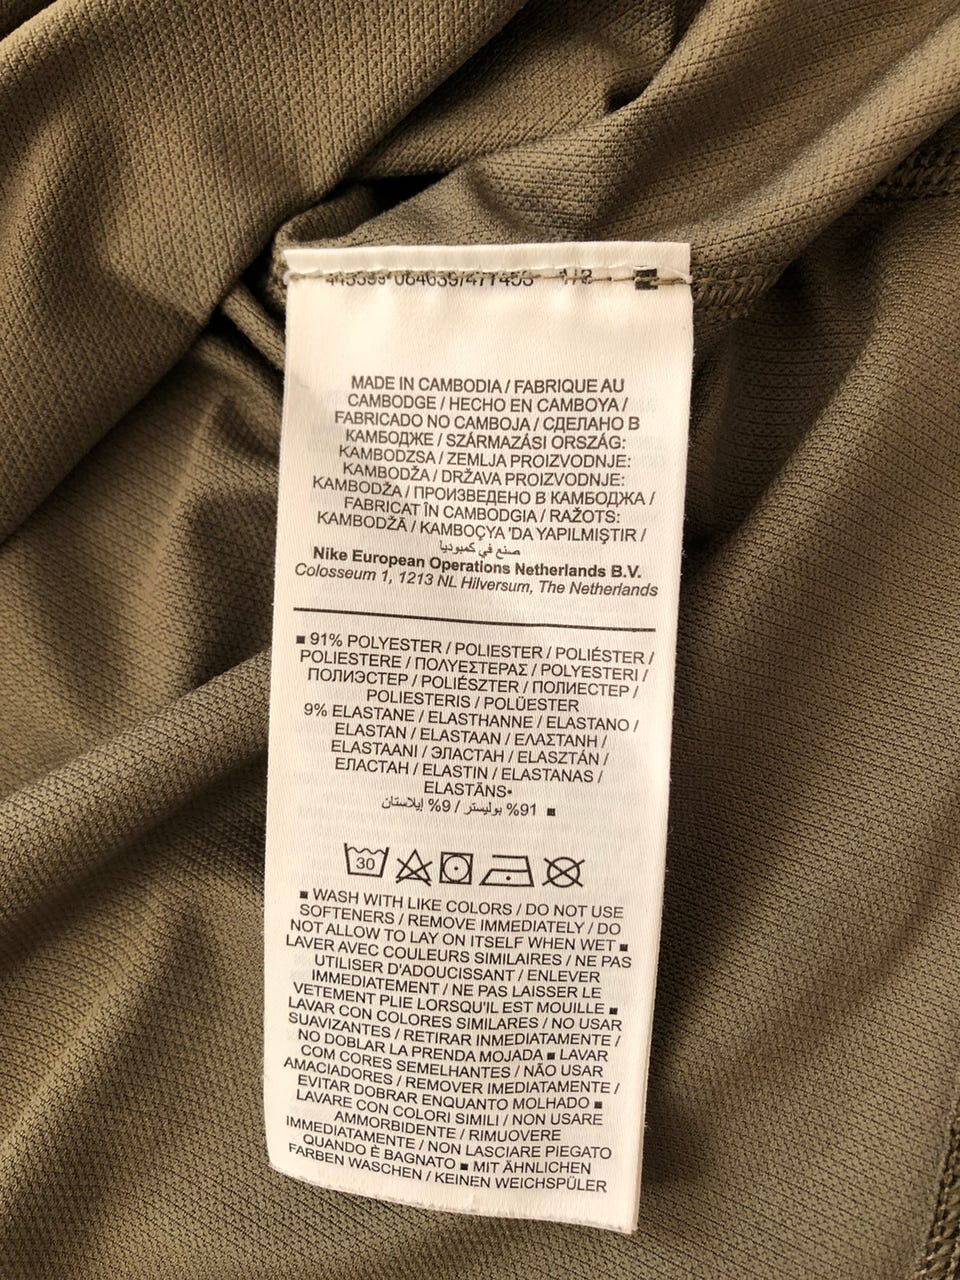 MADE IN CAMBODIA / FABRIQUE AU
CAMBODGE / HECHO EN CAMBOYA /
FABRICADO NO CAMBOJA / СДЕЛАНО В
КАМБОДЖЕ / SZÁRMAZÁSI ORSZÁG:
KAMBODZSA / ZEMLJA PROIZVODNJE:
KAMBODŽA / DRŽAVA PROIZVODNJE:
KAMBODŽA / ПРОИЗВЕДЕНО В КАМБОДЖА /
FABRICAT ÎN CAMBODGIA / RAŽOTS:
KAMBODŽĀ / KAMBOÇYA 'DA YAPILMIŞTIR /
صنع في كمبوديا
Nike European Operations Netherlands B.V.
Colosseum 1, 1213 NL Hilversum, The Netherlands
■ 91% POLYESTER / POLIESTER / POLIÉSTER /
POLIESTERE / ΠΟΛΥΕΣΤΕΡΑΣ / POLYESTERI /
ПОЛИЭСТЕР / POLIÉSZTER / ПОЛИЕСТЕР /
POLIESTERIS / POLÜESTER
9% ELASTANE / ELASTHANNE / ELASTANO /
ELASTAN / ELASTAAN / ΕΛΑΣΤΑΝΗ /
ELASTAANI / ЭЛАСТАН / ELASZTÁN /
ЕЛАСТАН / ELASTIN / ELASTANAS /
ELASTĀNS•
■ 91% بوليستر / 9% إيلاستان
30
■ WASH WITH LIKE COLORS / DO NOT USE
SOFTENERS / REMOVE IMMEDIATELY / DO
NOT ALLOW TO LAY ON ITSELF WHEN WET ■
LAVER AVEC COULEURS SIMILAIRES / NE PAS
UTILISER D'ADOUCISSANT / ENLEVER
IMMEDIATEMENT / NE PAS LAISSER LE
VETEMENT PLIE LORSQU'IL EST MOUILLE ■
LAVAR CON COLORES SIMILARES / NO USAR
SUAVIZANTES / RETIRAR INMEDIATAMENTE /
NO DOBLAR LA PRENDA MOJADA ■ LAVAR
COM CORES SEMELHANTES / NÃO USAR
AMACIADORES / REMOVER IMEDIATAMENTE /
EVITAR DOBRAR ENQUANTO MOLHADO ■
LAVARE CON COLORI SIMILI / NON USARE
AMMORBIDENTE / RIMUOVERE
IMMEDIATAMENTE / NON LASCIARE PIEGATO
QUANDO È BAGNATO ■ MIT ÄHNLICHEN
FARBEN WASCHEN / KEINEN WEICHSPÜLER